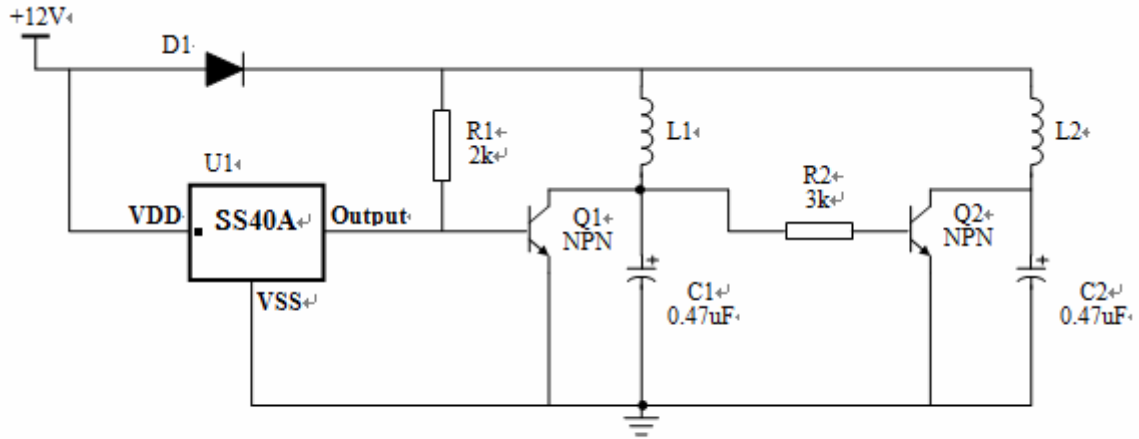 +12V↵
D1
R1↵
2k↵
L1↵
L2↵
U1↵
VDD
SS40A↵
Output
VSS↵
Q1↵
NPN
R2↵
3k↵
Q2↵
NPN
+
C1↵
0.47uF
+
C2↵
0.47uF